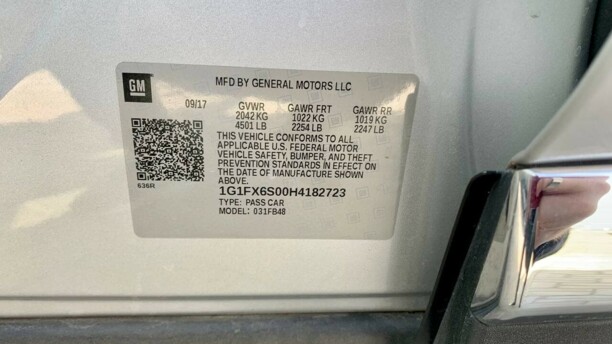 GM
MFD BY GENERAL MOTORS LLC
09/17 GVWR GAWR FRT GAWR RR
2042 KG 1022 KG 1019 KG
4501 LB 2254 LB 2247 LB
THIS VEHICLE CONFORMS TO ALL
APPLICABLE U.S. FEDERAL MOTOR
VEHICLE SAFETY, BUMPER, AND THEFT
PREVENTION STANDARDS IN EFFECT ON
THE DATE OF MANUFACTURE SHOWN
ABOVE.
636R 1G1FX6S00H4182723
TYPE: PASS CAR
MODEL: 031FB48